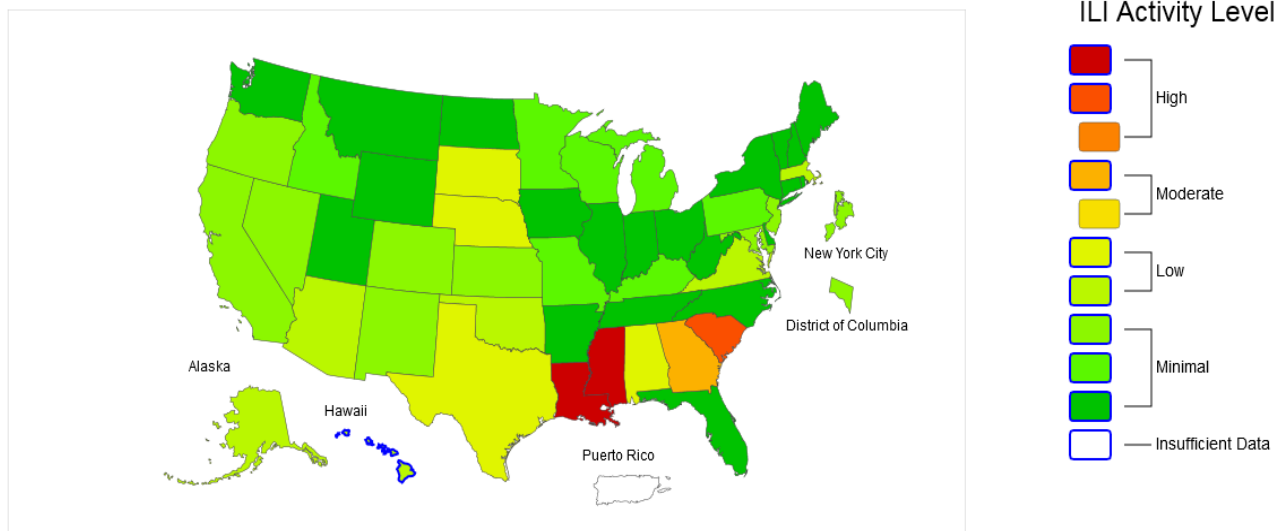 ILI Activity Level
High
Moderate
Low
Minimal
Insufficient Data
New York City
District of Columbia
Alaska
Hawaii
Puerto Rico